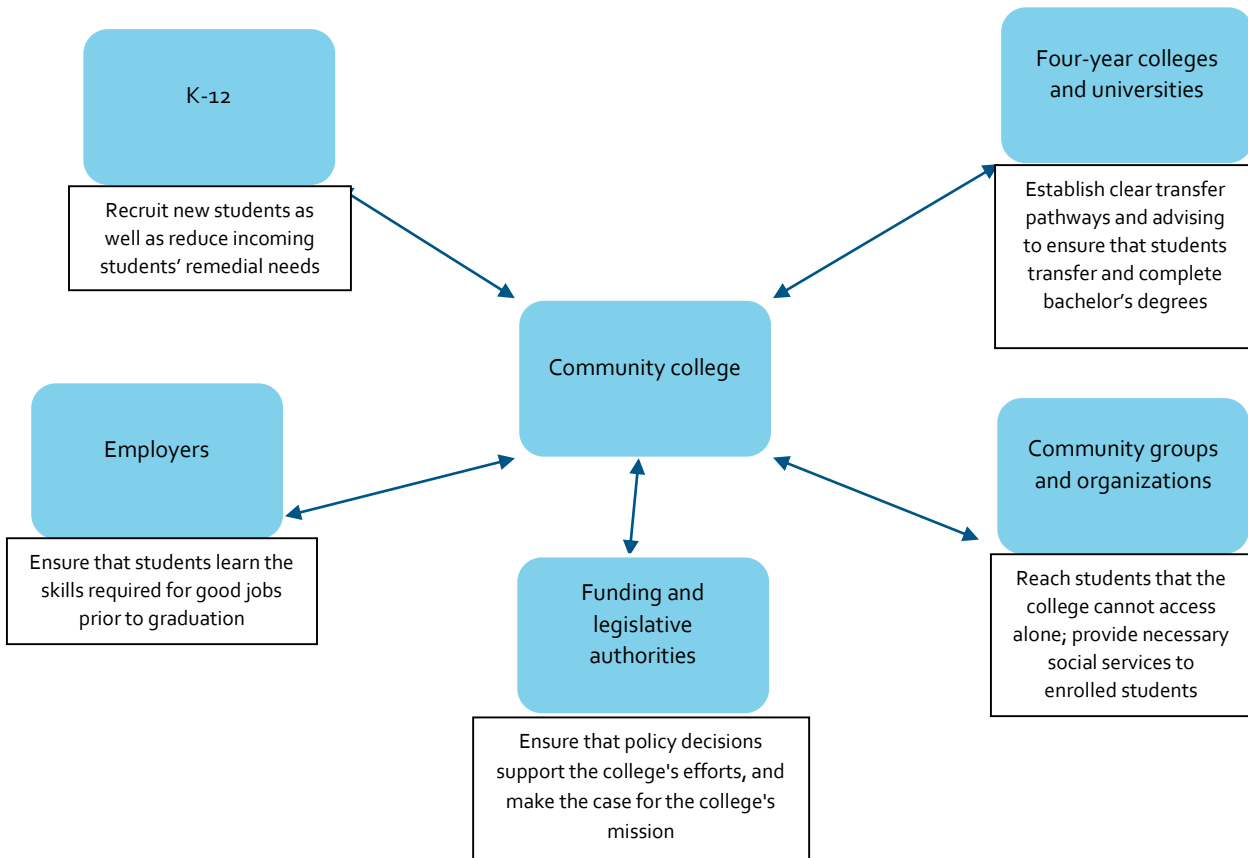 K-12
Recruit new students as
well as reduce incoming
students’ remedial needs
Four-year colleges
and universities
Establish clear transfer
pathways and advising
to ensure that students
transfer and complete
bachelor’s degrees
Community college
Employers
Ensure that students learn the
skills required for good jobs
prior to graduation
Funding and
legislative
authorities
Ensure that policy decisions
support the college's efforts, and
make the case for the college's
mission
Community groups
and organizations
Reach students that the
college cannot access
alone; provide necessary
social services to
enrolled students